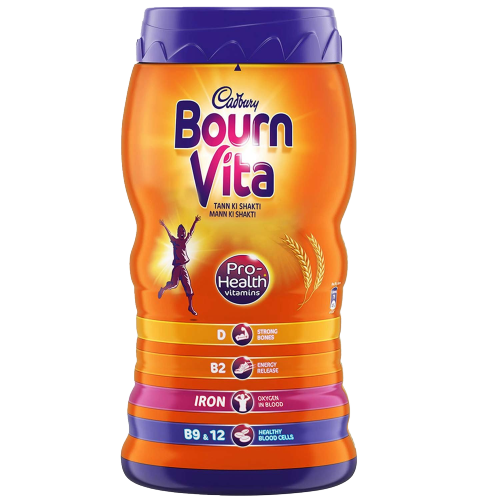 Cadbury
Bourn
Vita
TANN KI SHAKTI
MANN KI SHAKTI
Pro-
Health
vitamins
D STRONG
BONES
B2 ENERGY
RELEASE
IRON OXYGEN
IN BLOOD
B9 & 12 HEALTHY
BLOOD CELLS